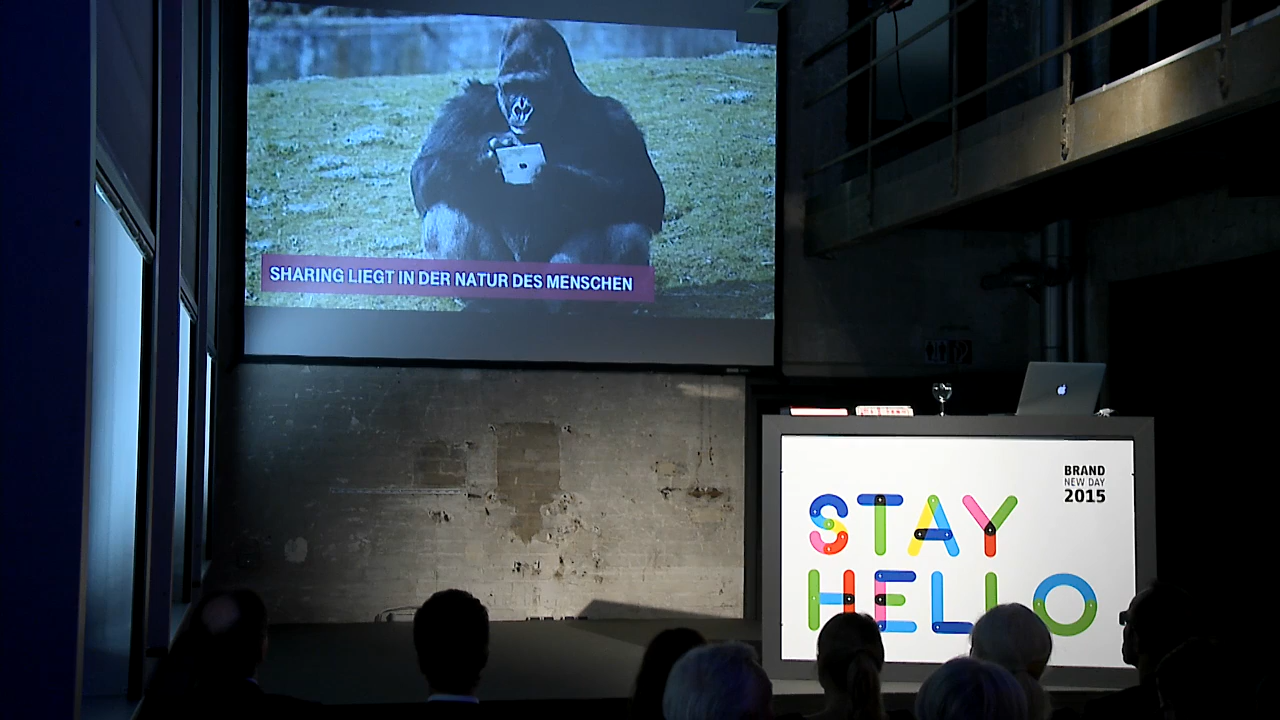 SHARING LIEGT IN DER NATUR DES MENSCHEN
BRAND
NEW DAY
2015
STAY
HELLO